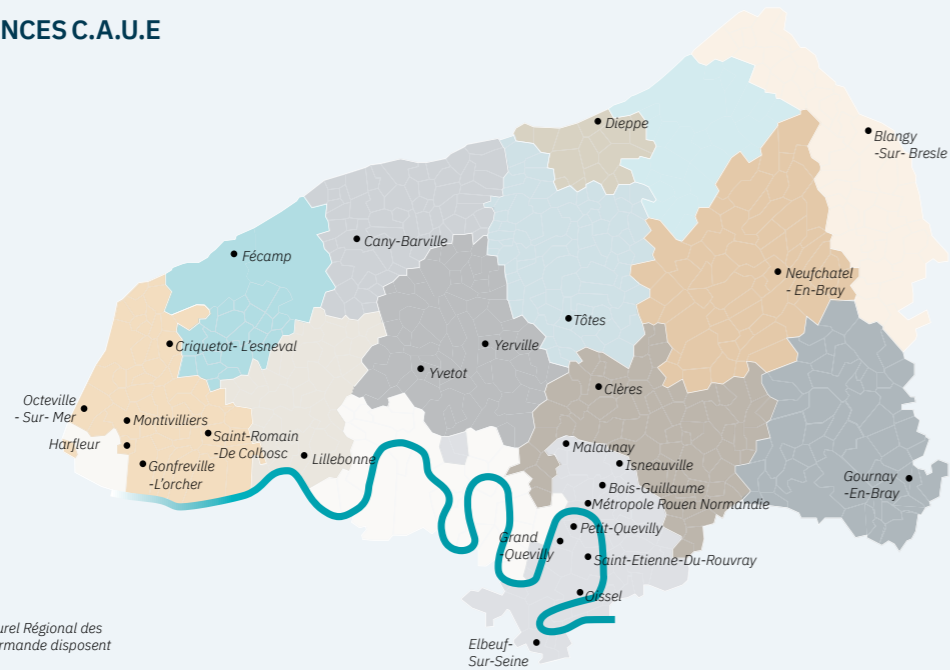 NCES C.A.U.E
Dieppe
Blangy
-Sur- Bresle
Cany-Barville
Fécamp
Neufchatel
- En-Bray
Tôtes
Criquetot- L'esneval
Yerville
Yvetot
Clères
Octeville
- Sur- Mer
Montivilliers
Harfleur
Saint-Romain
-De Colbosc
Malaunay
Lillebonne
Isneauville
Gonfreville
-L'orcher
Gournay
-En-Bray
Bois-Guillaume
Métropole Rouen Normandie
Petit-Quevilly
Grand
-Quevilly
Saint-Etienne-Du-Rouvray
Oissel
urel Régional des
rmande disposent
Elbeuf-
Sur-Seine